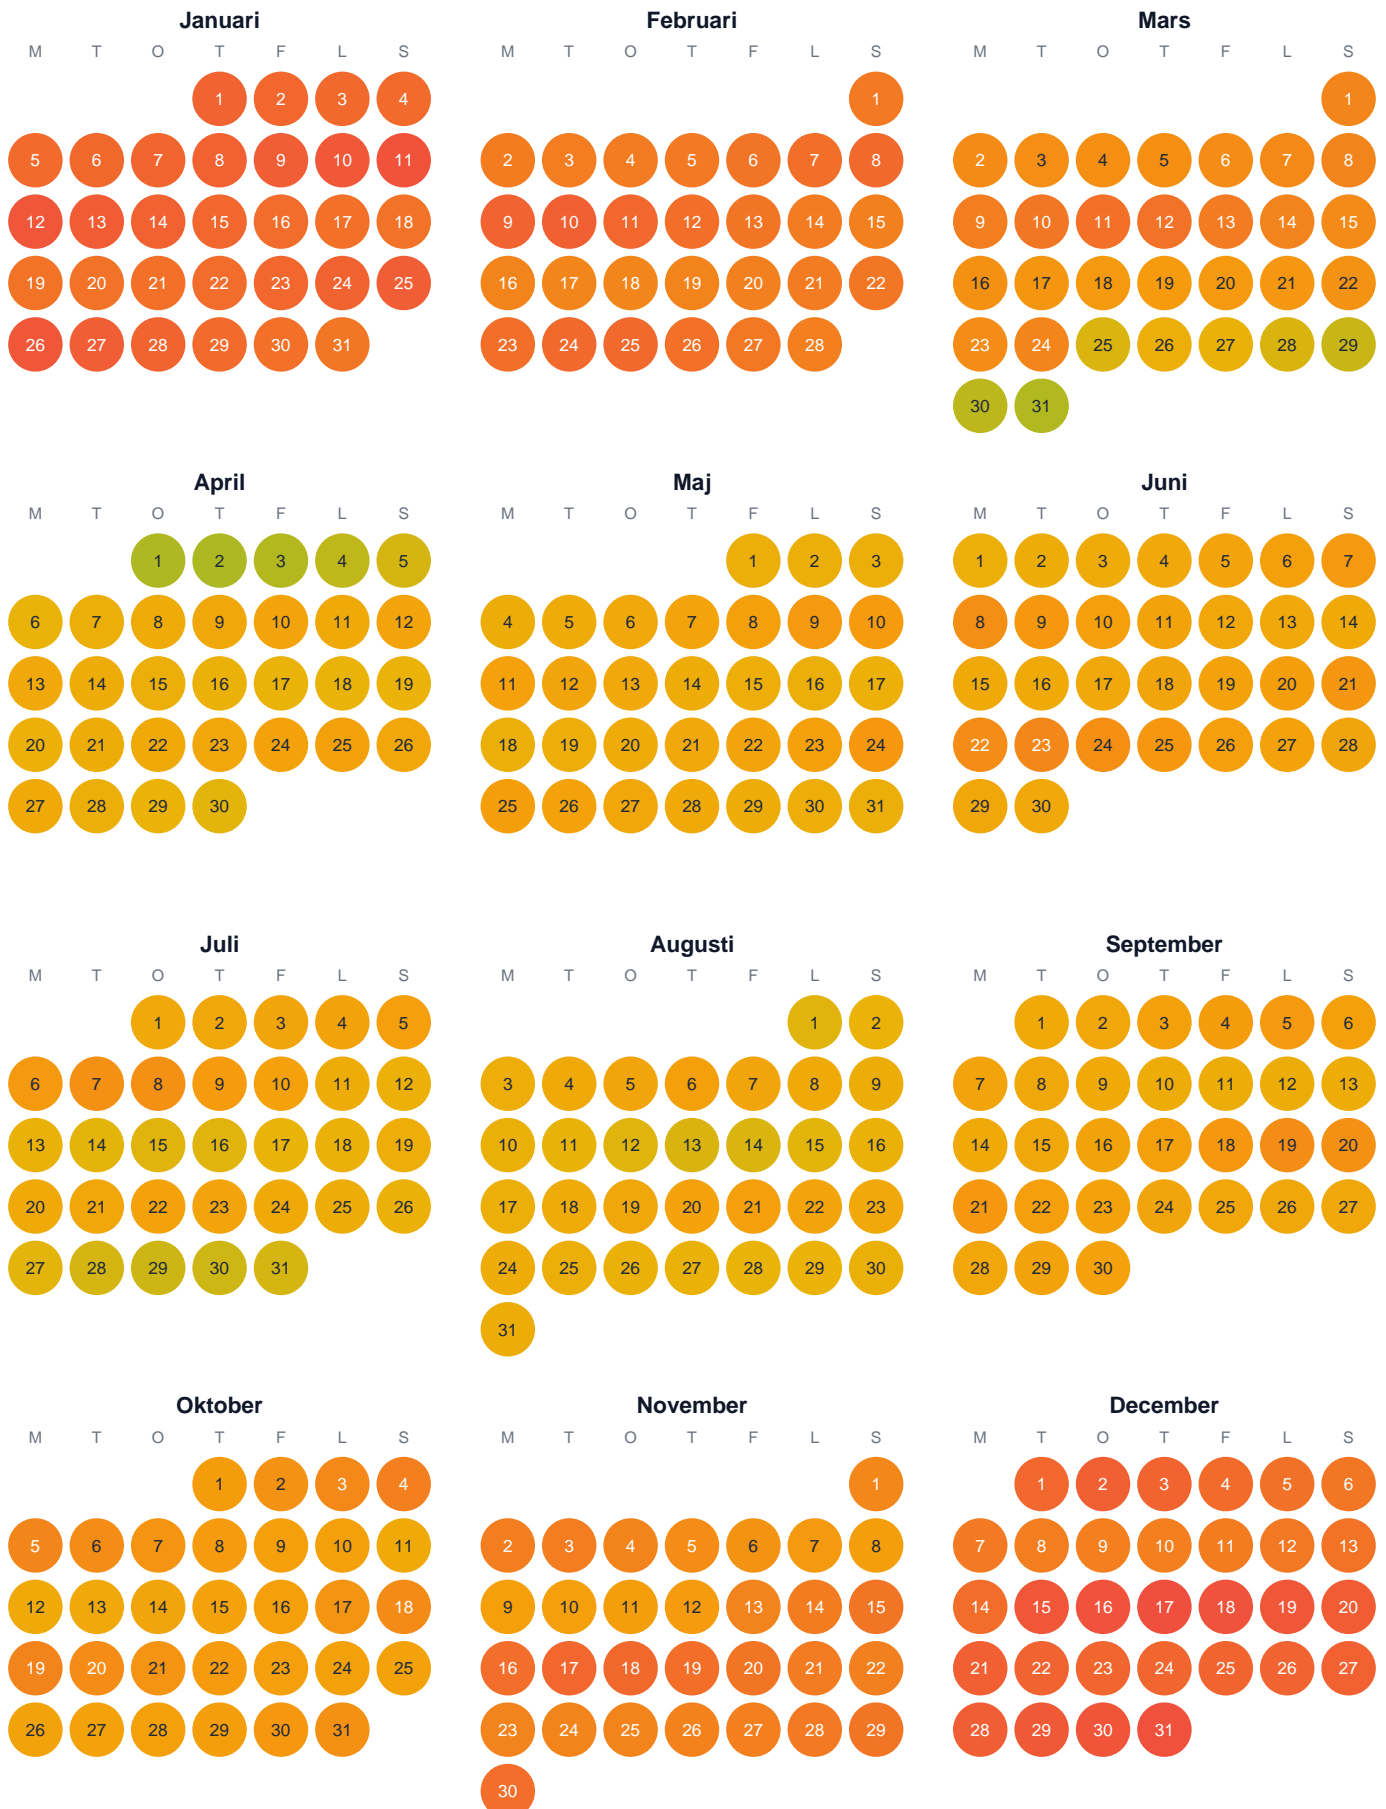 Januari
M T O T F L S
1 2 3 4
5 6 7 8 9 10 11
12 13 14 15 16 17 18
19 20 21 22 23 24 25
26 27 28 29 30 31
Februari
M T O T F L S
1
2 3 4 5 6 7 8
9 10 11 12 13 14 15
16 17 18 19 20 21 22
23 24 25 26 27 28
Mars
M T O T F L S
1
2 3 4 5 6 7 8
9 10 11 12 13 14 15
16 17 18 19 20 21 22
23 24 25 26 27 28 29
30 31
April
M T O T F L S
1 2 3 4 5
6 7 8 9 10 11 12
13 14 15 16 17 18 19
20 21 22 23 24 25 26
27 28 29 30
Maj
M T O T F L S
1 2 3
4 5 6 7 8 9 10
11 12 13 14 15 16 17
18 19 20 21 22 23 24
25 26 27 28 29 30 31
Juni
M T O T F L S
1 2 3 4 5 6 7
8 9 10 11 12 13 14
15 16 17 18 19 20 21
22 23 24 25 26 27 28
29 30
Juli
M T O T F L S
1 2 3 4 5
6 7 8 9 10 11 12
13 14 15 16 17 18 19
20 21 22 23 24 25 26
27 28 29 30 31
Augusti
M T O T F L S
1 2
3 4 5 6 7 8 9
10 11 12 13 14 15 16
17 18 19 20 21 22 23
24 25 26 27 28 29 30
31
September
M T O T F L S
1 2 3 4 5 6
7 8 9 10 11 12 13
14 15 16 17 18 19 20
21 22 23 24 25 26 27
28 29 30
Oktober
M T O T F L S
1 2 3 4
5 6 7 8 9 10 11
12 13 14 15 16 17 18
19 20 21 22 23 24 25
26 27 28 29 30 31
November
M T O T F L S
1
2 3 4 5 6 7 8
9 10 11 12 13 14 15
16 17 18 19 20 21 22
23 24 25 26 27 28 29
30
December
M T O T F L S
1 2 3 4 5 6
7 8 9 10 11 12 13
14 15 16 17 18 19 20
21 22 23 24 25 26 27
28 29 30 31